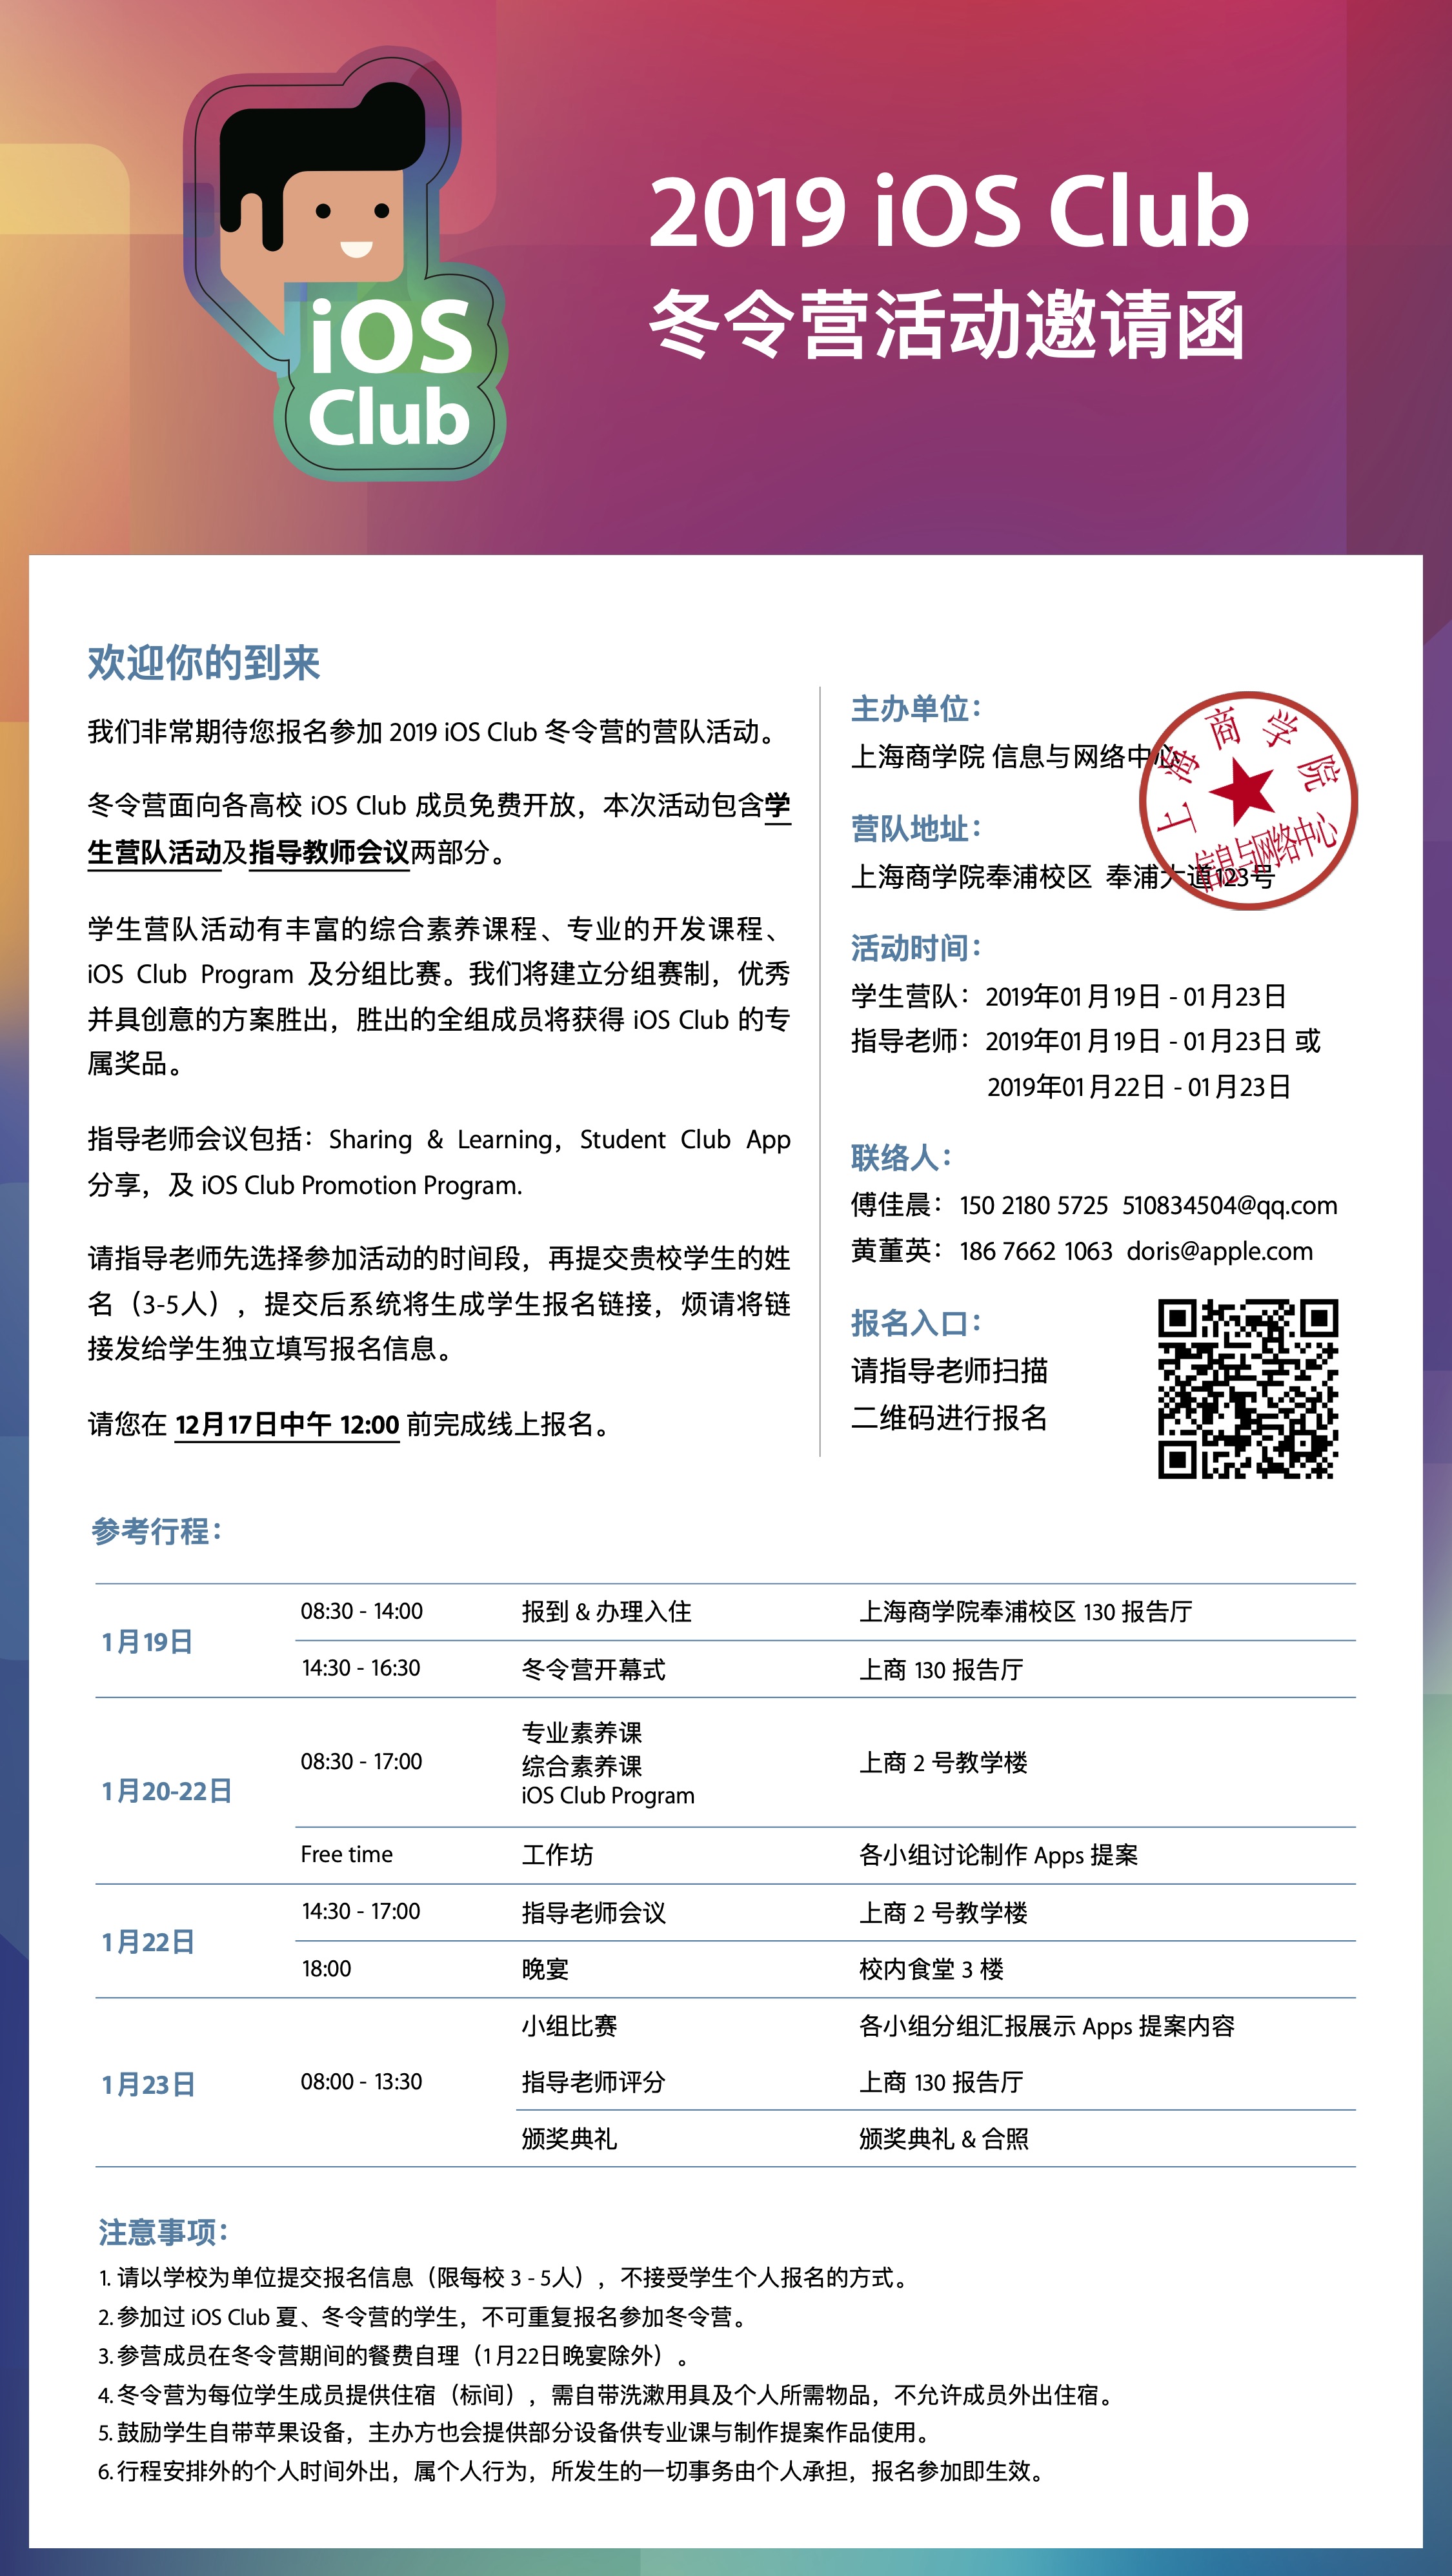 iOS
Club
2019 iOS Club
冬令营活动邀请函
欢迎你的到来
我们非常期待您报名参加 2019 iOS Club 冬令营的营队活动。
冬令营面向各高校 iOS Club 成员免费开放，本次活动包含学
生营队活动及指导教师会议两部分。
学生营队活动有丰富的综合素养课程、专业的开发课程、
iOS Club Program 及分组比赛。我们将建立分组赛制，优秀
并具创意的方案胜出，胜出的全组成员将获得 iOS Club 的专
属奖品。
指导老师会议包括：Sharing & Learning，Student Club App
分享，及 iOS Club Promotion Program.
请指导老师先选择参加活动的时间段，再提交贵校学生的姓
名（3-5人），提交后系统将生成学生报名链接，烦请将链
接发给学生独立填写报名信息。
请您在 12月17日中午 12:00 前完成线上报名。
主办单位：
上海商学院 信息与网络中心
营队地址：
上海商学院奉浦校区 奉浦大道123号
上海商学院
信息与网络中心
活动时间：
学生营队：2019年01月19日 - 01月23日
指导老师：2019年01月19日 - 01月23日 或
2019年01月22日 - 01月23日
联络人：
傅佳晨：150 2180 5725 510834504@qq.com
黄董英：186 7662 1063 doris@apple.com
报名入口：
请指导老师扫描
二维码进行报名
参考行程：
1月19日
08:30 - 14:00 报到 & 办理入住 上海商学院奉浦校区 130 报告厅
14:30 - 16:30 冬令营开幕式 上商 130 报告厅
1月20-22日
08:30 - 17:00
专业素养课
综合素养课
iOS Club Program
上商 2 号教学楼
Free time 工作坊 各小组讨论制作 Apps 提案
1月22日
14:30 - 17:00 指导老师会议 上商 2 号教学楼
18:00 晚宴 校内食堂 3 楼
小组比赛 各小组分组汇报展示 Apps 提案内容
1月23日 08:00 - 13:30 指导老师评分 上商 130 报告厅
颁奖典礼 颁奖典礼 & 合照
注意事项：
1. 请以学校为单位提交报名信息（限每校 3 - 5人），不接受学生个人报名的方式。
2. 参加过 iOS Club 夏、冬令营的学生，不可重复报名参加冬令营。
3. 参营成员在冬令营期间的餐费自理（1月22日晚宴除外）。
4. 冬令营为每位学生成员提供住宿（标间），需自带洗漱用具及个人所需物品，不允许成员外出住宿。
5. 鼓励学生自带苹果设备，主办方也会提供部分设备供专业课与制作提案作品使用。
6. 行程安排外的个人时间外出，属个人行为，所发生的一切事务由个人承担，报名参加即生效。